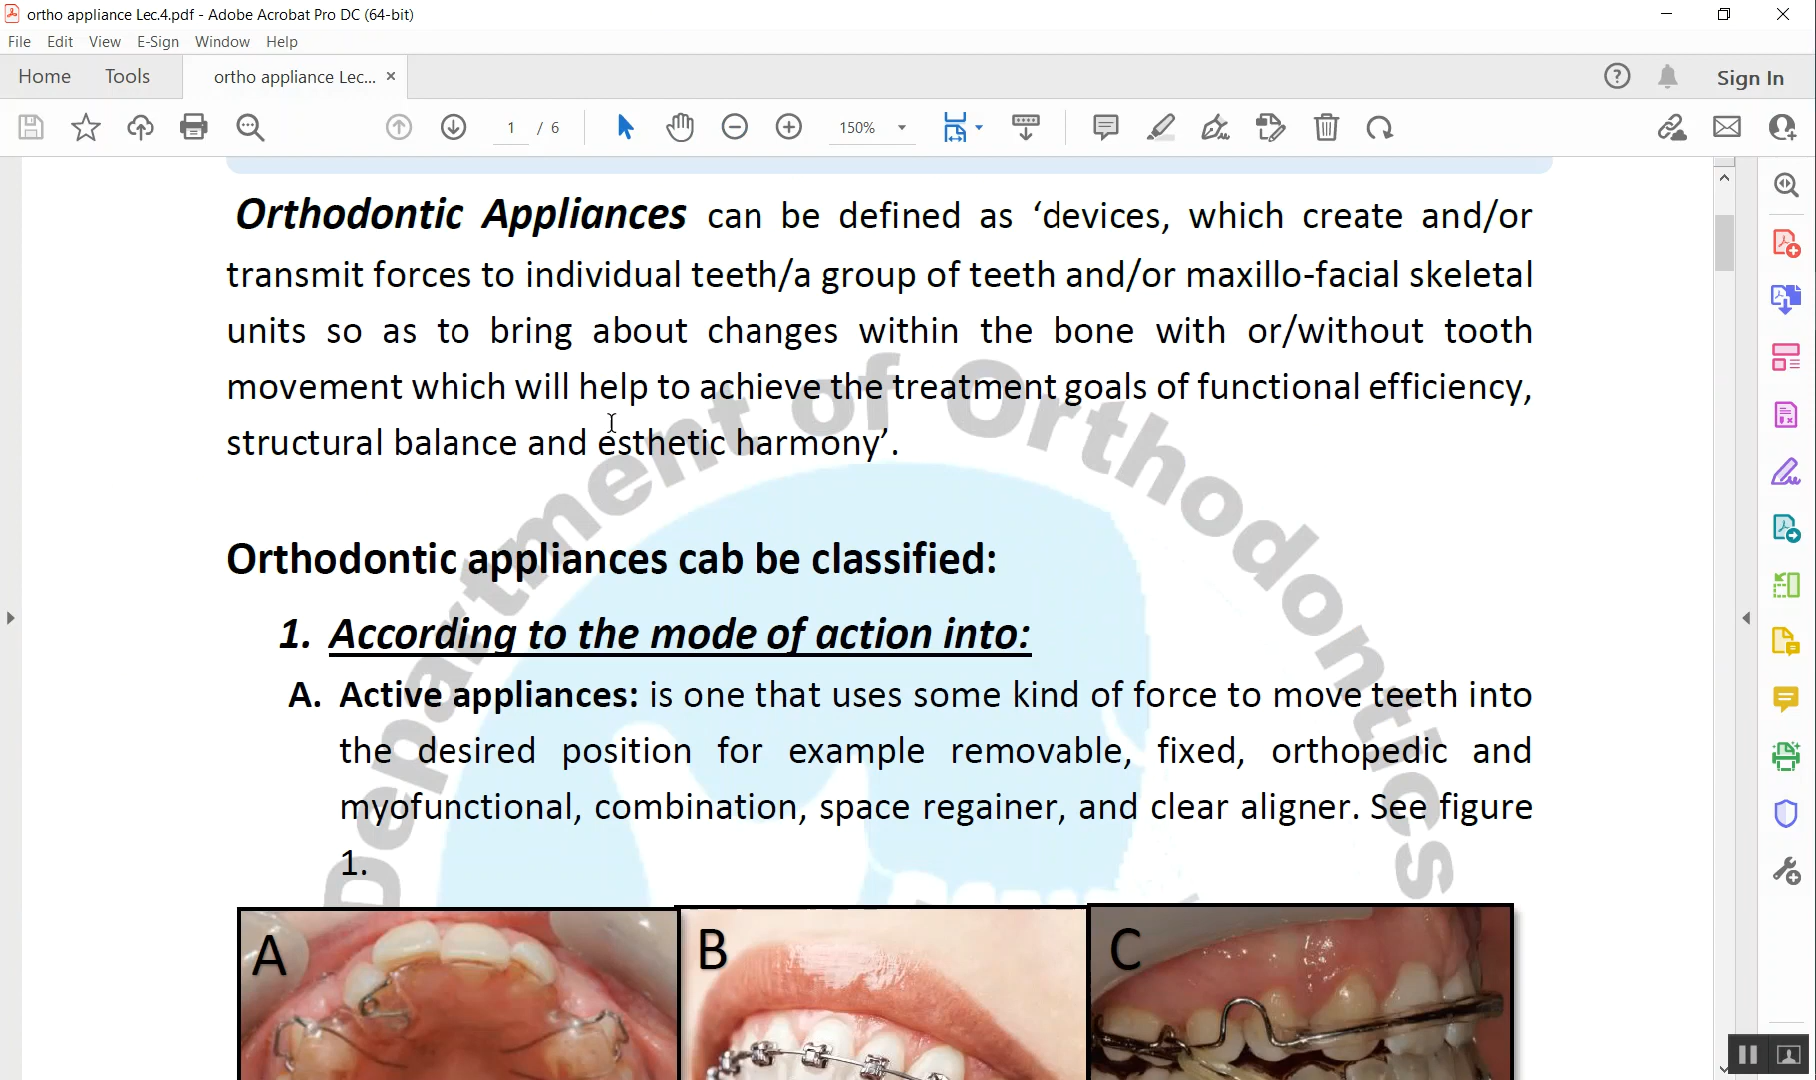 ortho appliance Lec.4.pdf - Adobe Acrobat Pro DC (64-bit)
File Edit View E-Sign Window Help
Home Tools ortho appliance Lec... × Sign In
1 / 6 150%
Orthodontic Appliances can be defined as ‘devices, which create and/or
transmit forces to individual teeth/a group of teeth and/or maxillo-facial skeletal
units so as to bring about changes within the bone with or/without tooth
movement which will help to achieve the treatment goals of functional efficiency,
structural balance and esthetic harmony’.
Department of Orthodontics
Orthodontic appliances cab be classified:
1. According to the mode of action into:
A. Active appliances: is one that uses some kind of force to move teeth into
the desired position for example removable, fixed, orthopedic and
myofunctional, combination, space regainer, and clear aligner. See figure
1.
A B C